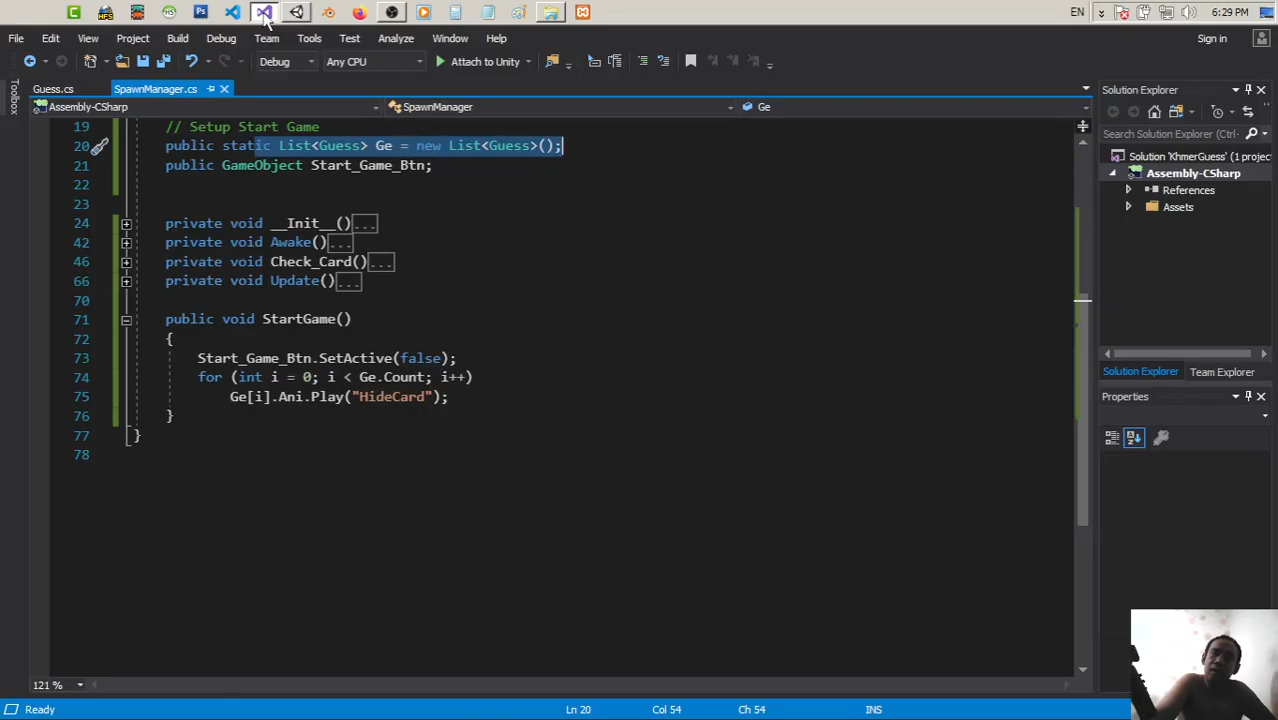 EN
6:29 PM
File Edit View Project Build Debug Team Tools Test Analyze Window Help
Sign in
Debug Any CPU Attach to Unity
Toolbox
Guess.cs SpawnManager.cs
Assembly-CSharp SpawnManager Ge
19 // Setup Start Game
20 public static List<Guess> Ge = new List<Guess>();
21 public GameObject Start_Game_Btn;
22
23
24 private void __Init__()...
42 private void Awake()...
46 private void Check_Card()...
66 private void Update()...
70
71 public void StartGame()
72 {
73 Start_Game_Btn.SetActive(false);
74 for (int i = 0; i < Ge.Count; i++)
75 Ge[i].Ani.Play("HideCard");
76 }
77 }
78
121 %
Solution Explorer
Search Solution Explorer
Solution 'KhmerGuess' (1 project
Assembly-CSharp
References
Assets
Solution Explorer Team Explorer
Properties
Ready Ln 20 Col 54 Ch 54 INS